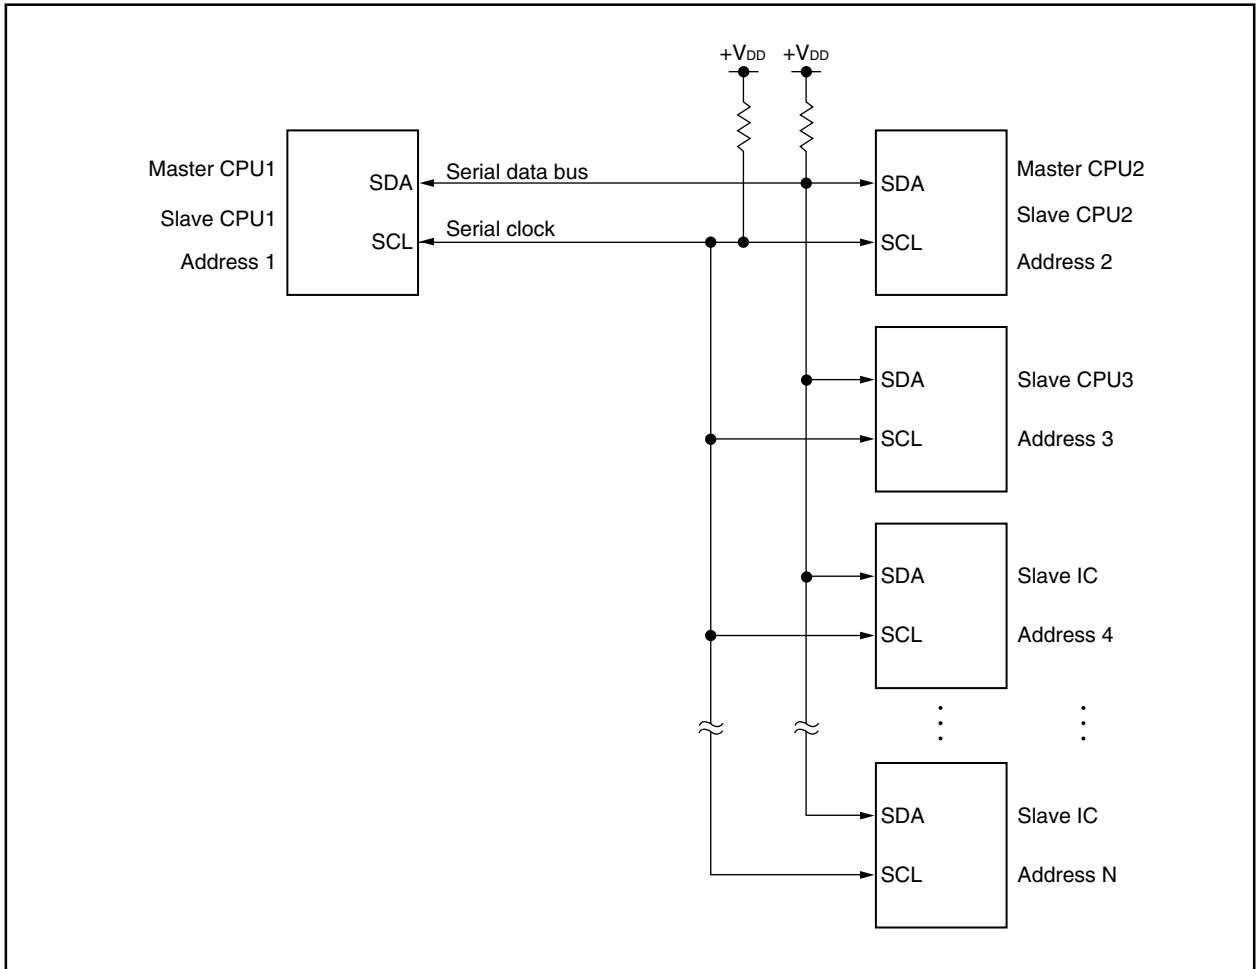 +VDD +VDD
Master CPU1
Slave CPU1
Address 1
SDA
SCL
Serial data bus
Serial clock
SDA
SCL
Master CPU2
Slave CPU2
Address 2
SDA
SCL
Slave CPU3
Address 3
SDA
SCL
Slave IC
Address 4
SDA
SCL
Slave IC
Address N